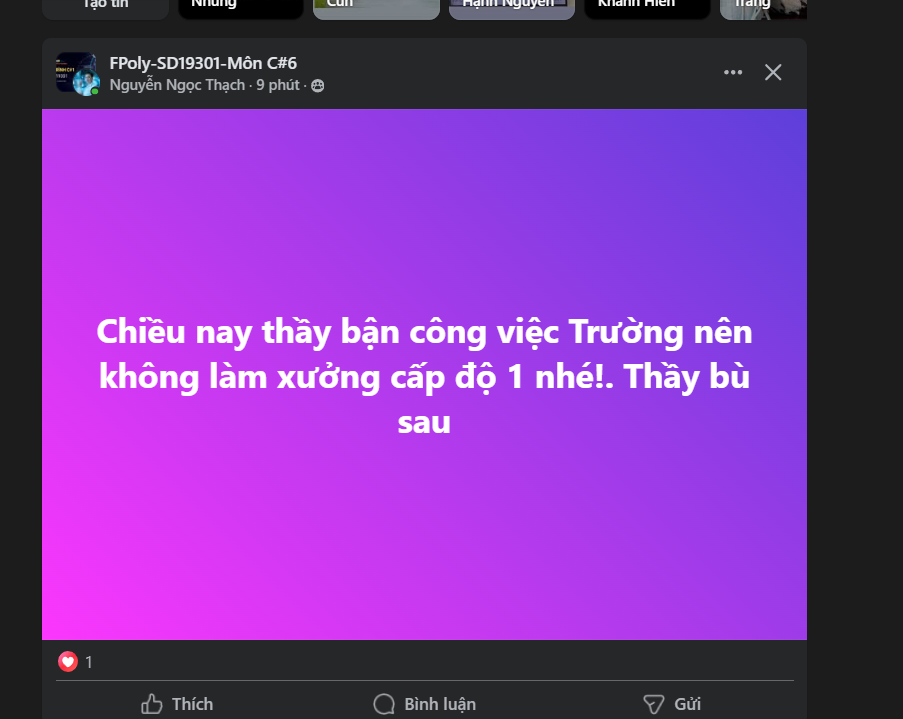 Tạo tin
Nhung
Cun
Hạnh Nguyễn
Khánh Hiền
Trang
FPoly-SD19301-Môn C#6
Nguyễn Ngọc Thạch · 9 phút ·
Chiều nay thầy bận công việc Trường nên
không làm xưởng cấp độ 1 nhé!. Thầy bù
sau
1
Thích
Bình luận
Gửi